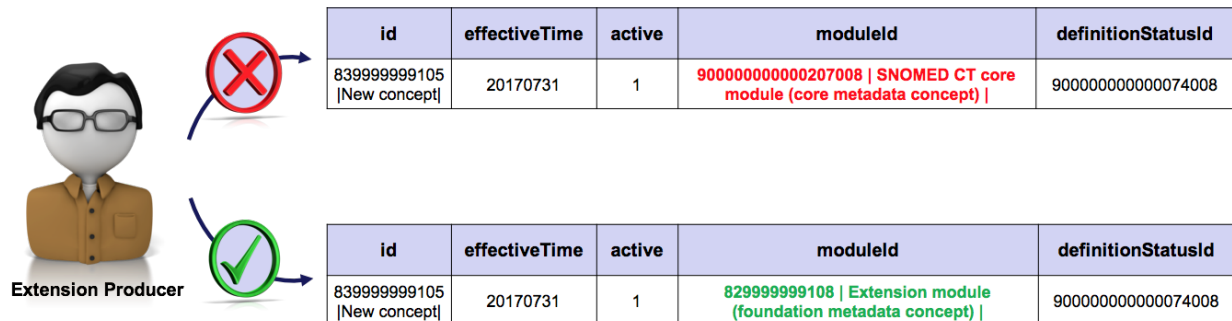 id effectiveTime active moduleId definitionStatusId
839999999105 |New concept| 20170731 1 900000000000207008 | SNOMED CT core module (core metadata concept) | 900000000000074008
Extension Producer
id effectiveTime active moduleId definitionStatusId
839999999105 |New concept| 20170731 1 829999999108 | Extension module (foundation metadata concept) | 900000000000074008